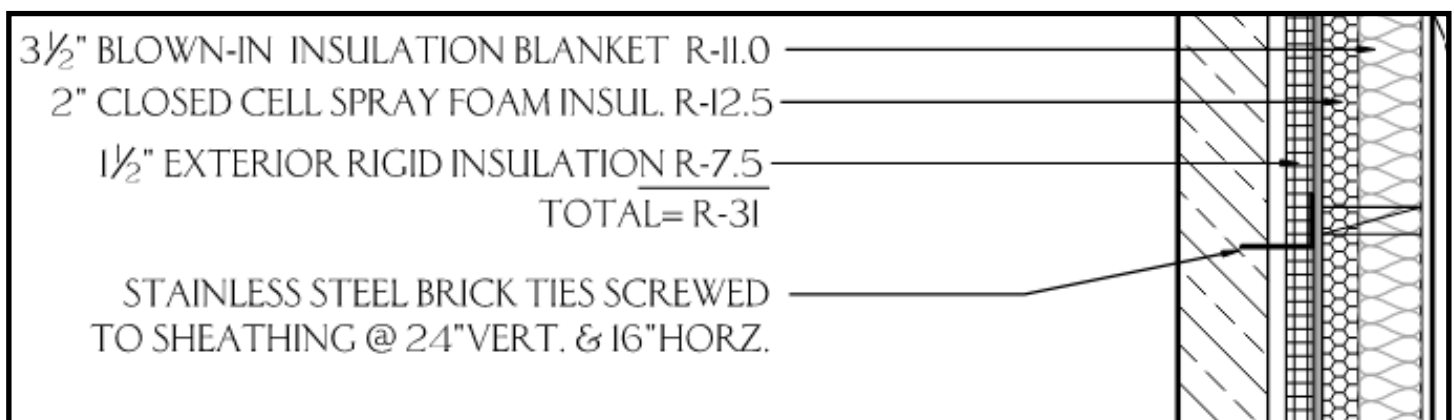 3½" BLOWN-IN INSULATION BLANKET R-11.0
2" CLOSED CELL SPRAY FOAM INSUL. R-12.5
1½" EXTERIOR RIGID INSULATION R-7.5
TOTAL= R-31
STAINLESS STEEL BRICK TIES SCREWED
TO SHEATHING @ 24"VERT. & 16"HORZ.